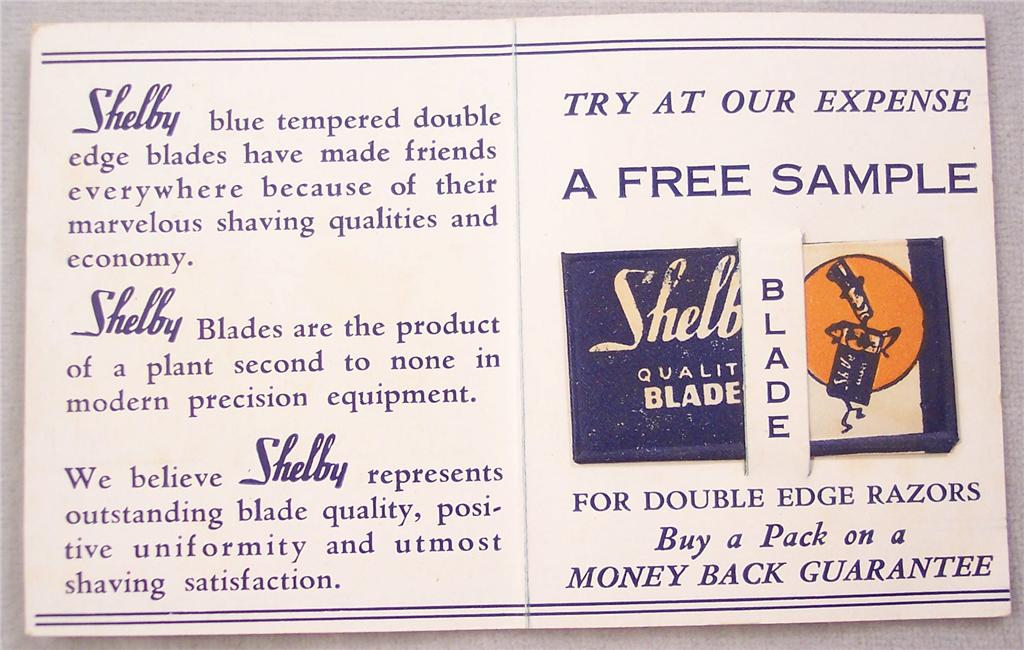 Shelby blue tempered double
edge blades have made friends
everywhere because of their
marvelous shaving qualities and
economy.
Shelby Blades are the product
of a plant second to none in
modern precision equipment.
We believe Shelby represents
outstanding blade quality, posi-
tive uniformity and utmost
shaving satisfaction.
TRY AT OUR EXPENSE
A FREE SAMPLE
Shelb
QUALIT
BLADE
BLADE
FOR DOUBLE EDGE RAZORS
Buy a Pack on a
MONEY BACK GUARANTEE